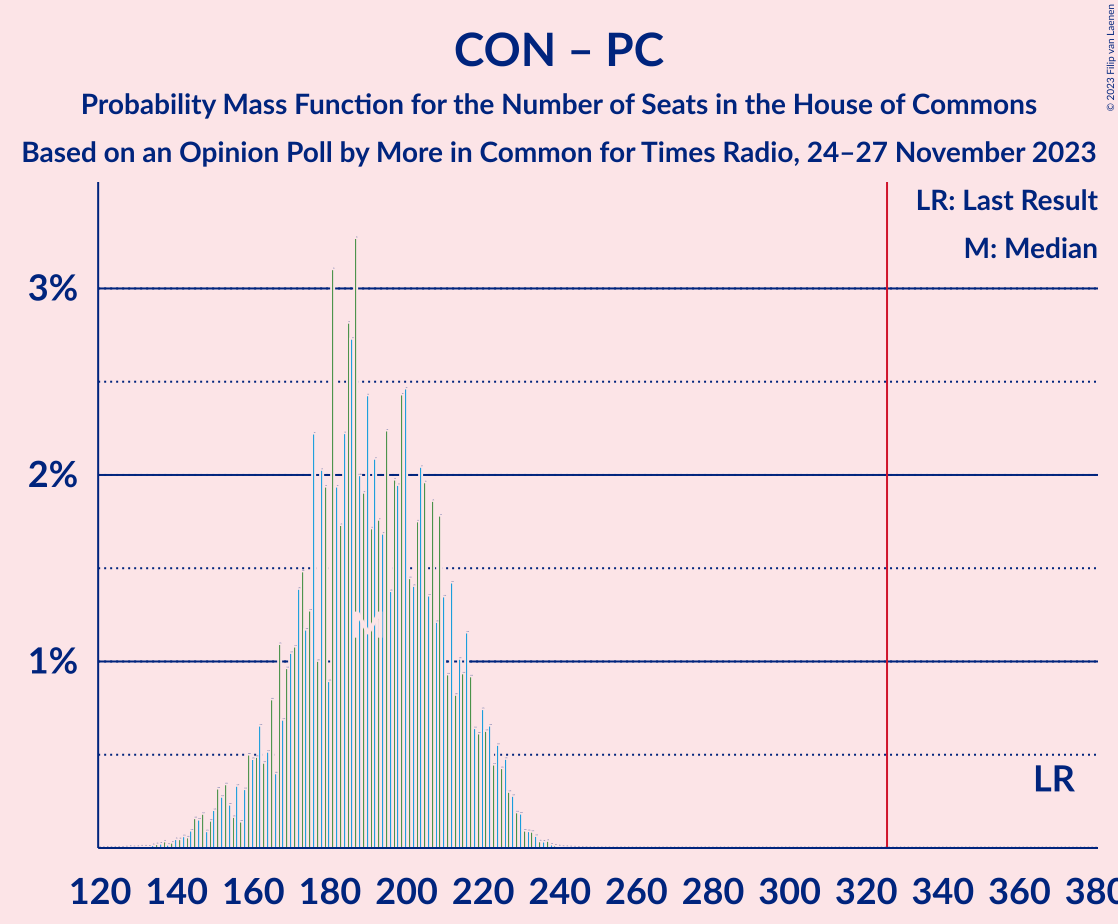 CON – PC
Probability Mass Function for the Number of Seats in the House of Commons
Based on an Opinion Poll by More in Common for Times Radio, 24–27 November 2023
© 2023 Filip van Laenen
LR: Last Result
M: Median
3%
2%
1%
M
LR
120 140 160 180 200 220 240 260 280 300 320 340 360 380